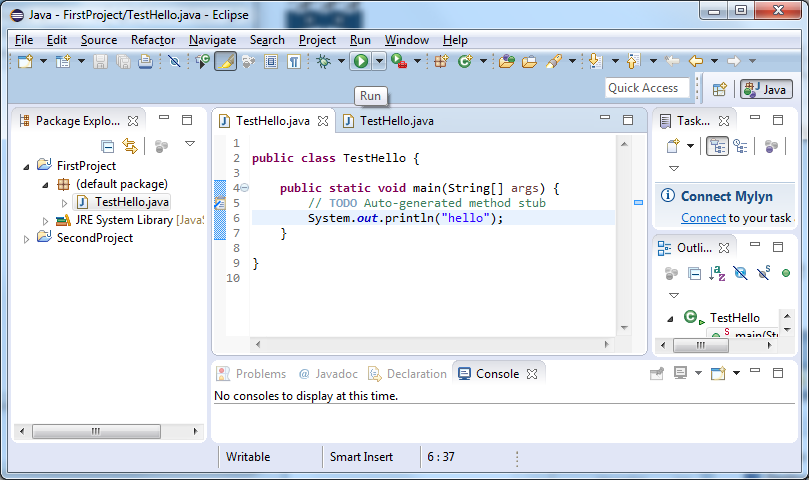 Java - FirstProject/TestHello.java - Eclipse
File Edit Source Refactor Navigate Search Project Run Window Help
Quick Access
Java
Run
Package Explo...
FirstProject
(default package)
TestHello.java
JRE System Library [JavaS
SecondProject
TestHello.java TestHello.java
1
2 public class TestHello {
3
4 public static void main(String[] args) {
5 // TODO Auto-generated method stub
6 System.out.println("hello");
7 }
8
9 }
10
Task...
Connect Mylyn
Connect to your task
Outli...
TestHello
S main(St
Problems @ Javadoc Declaration Console
No consoles to display at this time.
Writable Smart Insert 6 : 37